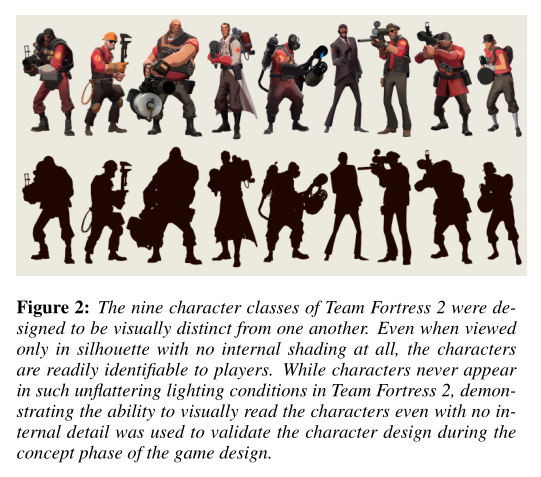 Figure 2: The nine character classes of Team Fortress 2 were de-
signed to be visually distinct from one another. Even when viewed
only in silhouette with no internal shading at all, the characters
are readily identifiable to players. While characters never appear
in such unflattering lighting conditions in Team Fortress 2, demon-
strating the ability to visually read the characters even with no in-
ternal detail was used to validate the character design during the
concept phase of the game design.